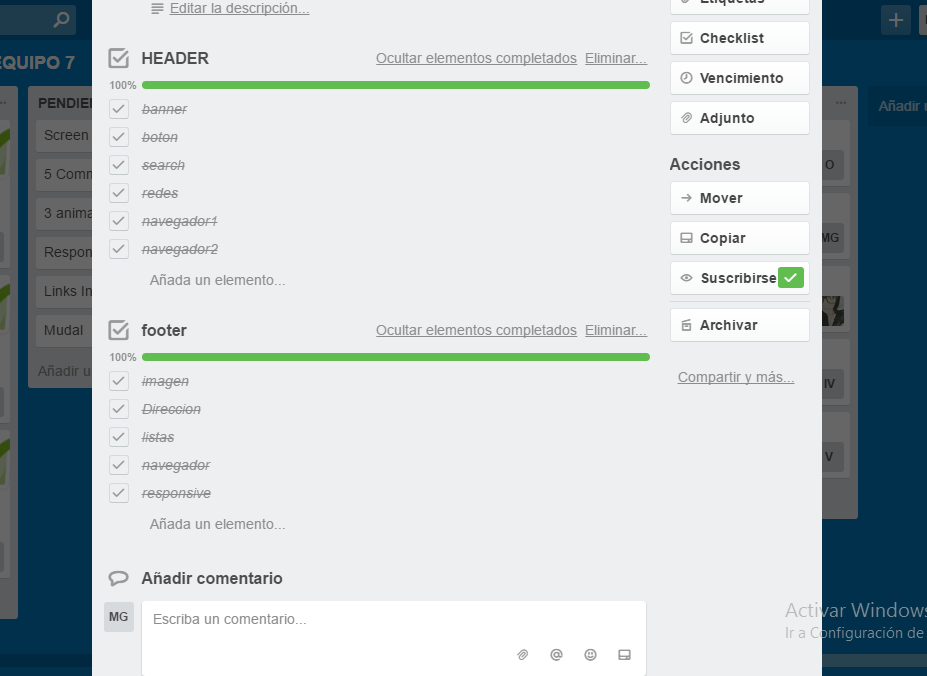 Editar la descripción...
Etiquetas
HEADER
Ocultar elementos completados Eliminar...
100%
banner
boton
search
redes
navegador1
navegador2
Añada un elemento...
footer
Ocultar elementos completados Eliminar...
100%
imagen
Direccion
listas
navegador
responsive
Añada un elemento...
Añadir comentario
MG
Escriba un comentario...
Checklist
Vencimiento
Adjunto
Acciones
Mover
Copiar
Suscribirse
Archivar
Compartir y más...
QUIPO 7
PENDIE
Screen
5 Com
3 anima
Respon
Links In
Mudal
Añadir u
Añadir u
O
MG
IV
V
Activar Windows
Ir a Configuración de